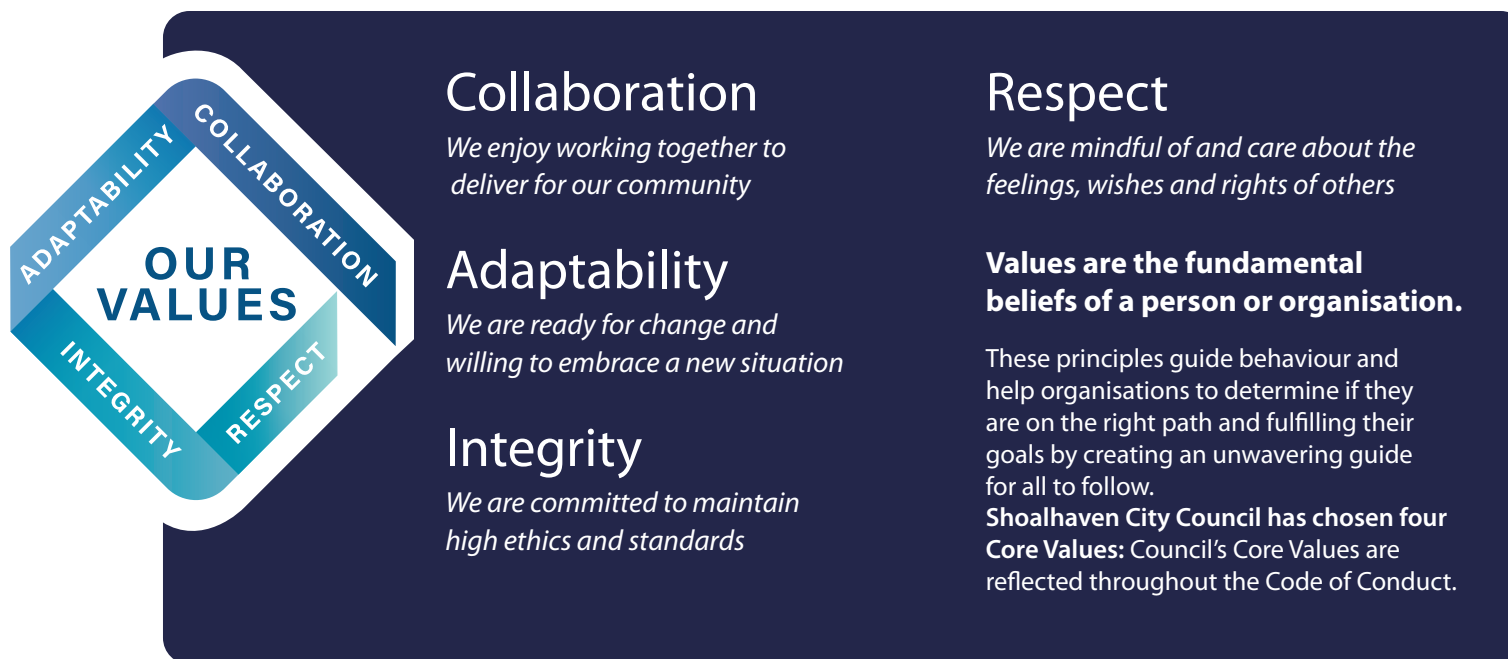 ADAPTABILITY
COLLABORATION
OUR
VALUES
INTEGRITY
RESPECT
Collaboration
We enjoy working together to
deliver for our community
Adaptability
We are ready for change and
willing to embrace a new situation
Integrity
We are committed to maintain
high ethics and standards
Respect
We are mindful of and care about the
feelings, wishes and rights of others
Values are the fundamental
beliefs of a person or organisation.
These principles guide behaviour and
help organisations to determine if they
are on the right path and fulfilling their
goals by creating an unwavering guide
for all to follow.
Shoalhaven City Council has chosen four
Core Values: Council’s Core Values are
reflected throughout the Code of Conduct.